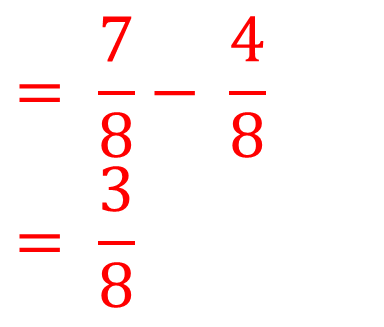 = 7/8 − 4/8
= 3/8